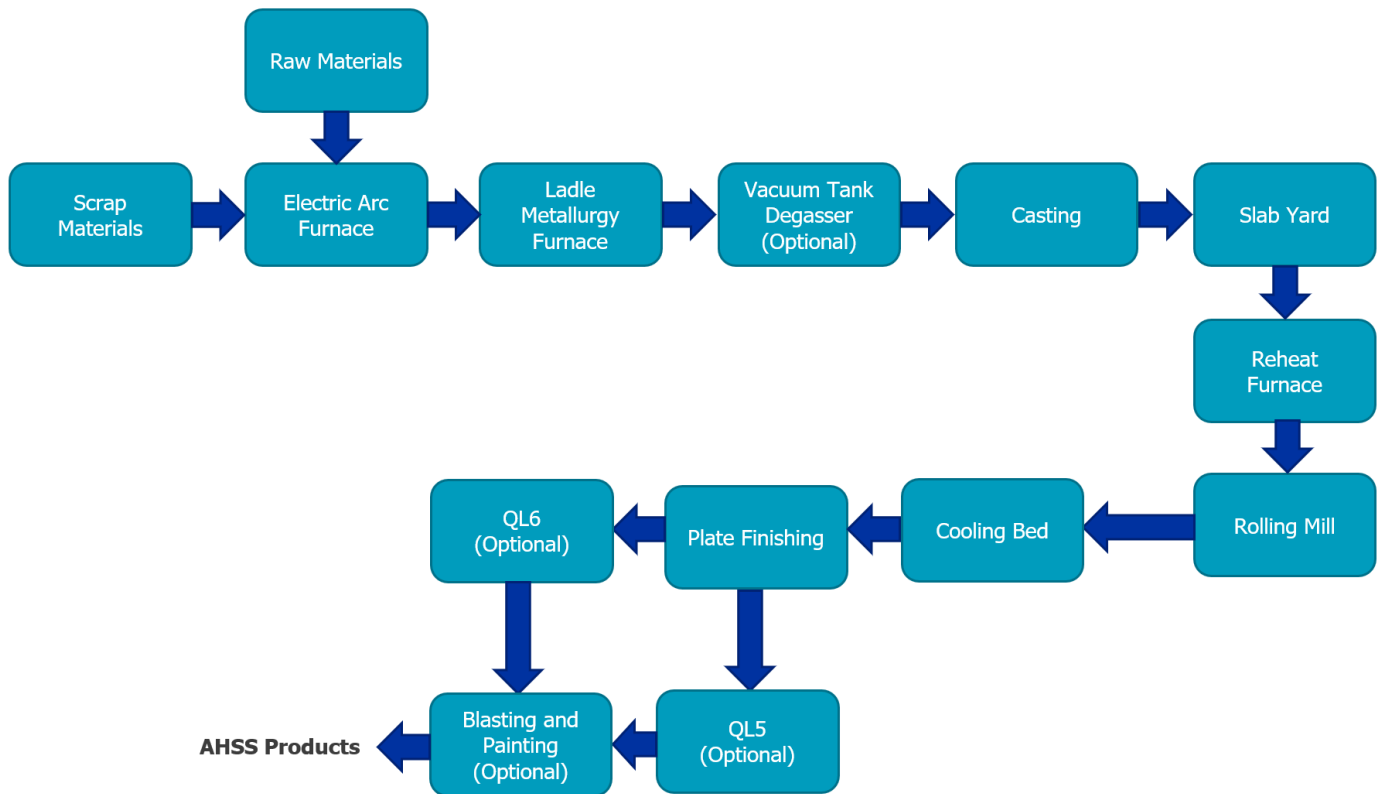 Raw Materials
Scrap
Materials
Electric Arc
Furnace
Ladle
Metallurgy
Furnace
Vacuum Tank
Degasser
(Optional)
Casting
Slab Yard
Reheat
Furnace
Rolling Mill
Cooling Bed
Plate Finishing
QL6
(Optional)
QL5
(Optional)
Blasting and
Painting
(Optional)
AHSS Products